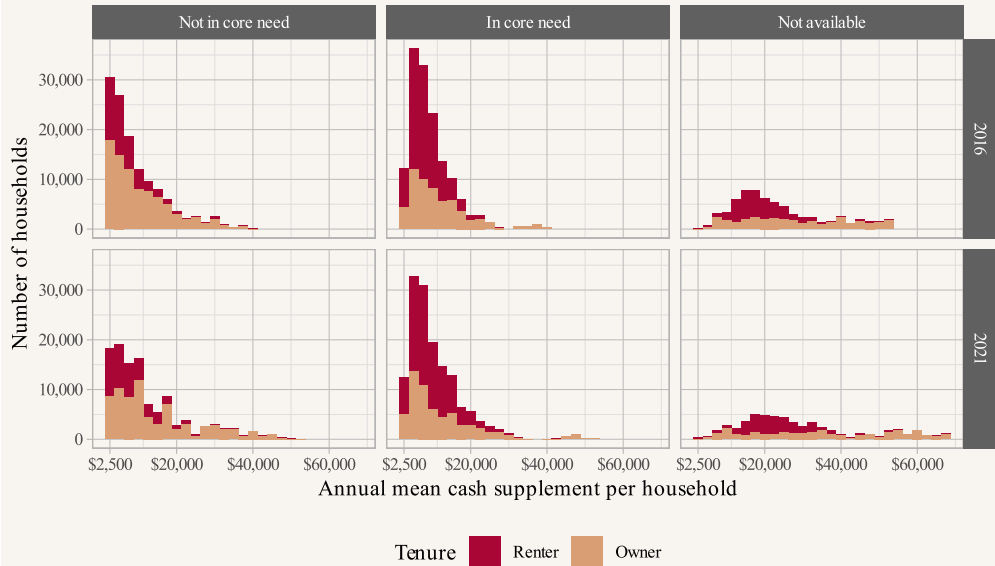 Not in core need
In core need
Not available
Number of households
30,000
20,000
10,000
0
2016
30,000
20,000
10,000
0
2021
$2,500 $20,000 $40,000 $60,000
$2,500 $20,000 $40,000 $60,000
$2,500 $20,000 $40,000 $60,000
Annual mean cash supplement per household
Tenure Renter Owner